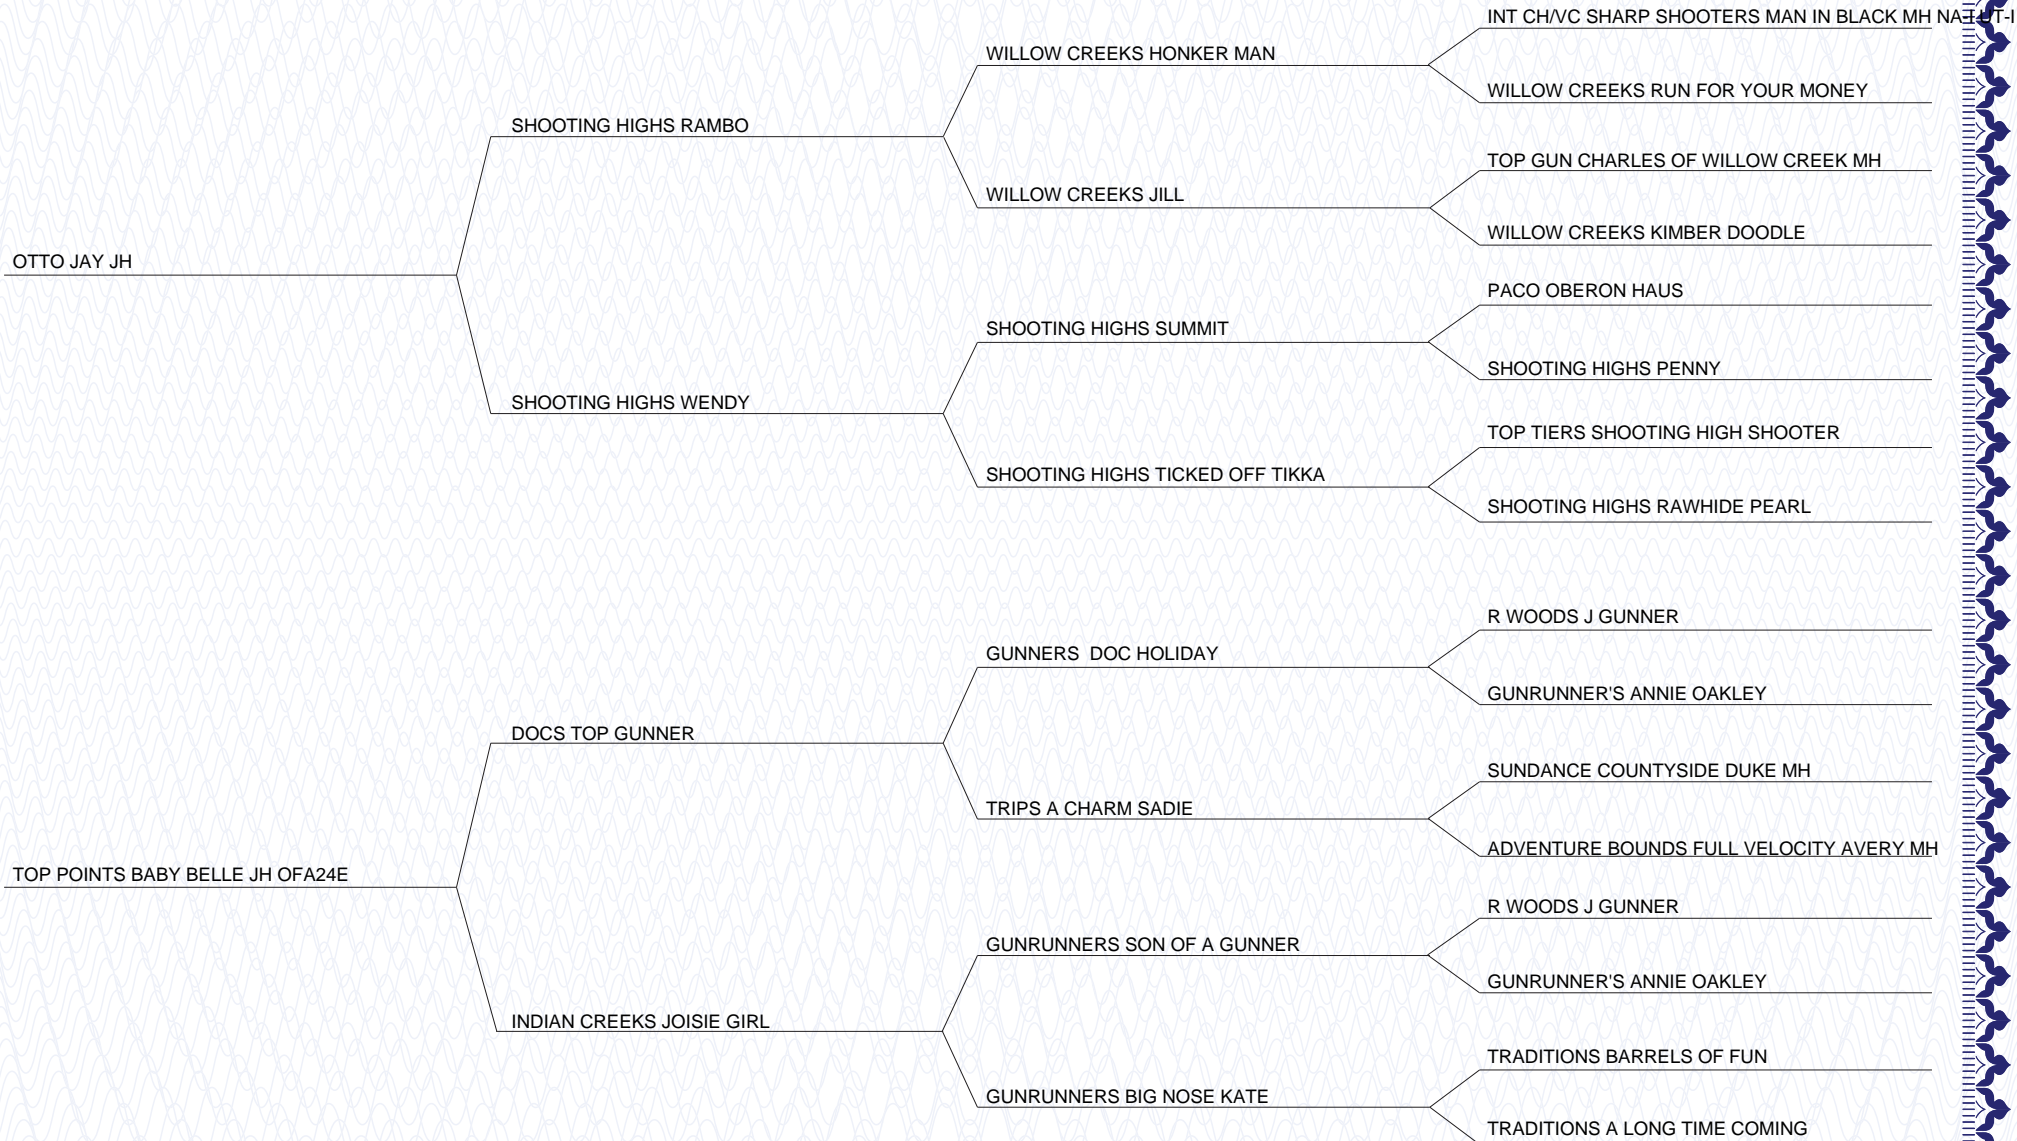 INT CH/VC SHARP SHOOTERS MAN IN BLACK MH NA-I UT-I
WILLOW CREEKS HONKER MAN
WILLOW CREEKS RUN FOR YOUR MONEY
SHOOTING HIGHS RAMBO
TOP GUN CHARLES OF WILLOW CREEK MH
WILLOW CREEKS JILL
WILLOW CREEKS KIMBER DOODLE
OTTO JAY JH
PACO OBERON HAUS
SHOOTING HIGHS SUMMIT
SHOOTING HIGHS PENNY
SHOOTING HIGHS WENDY
TOP TIERS SHOOTING HIGH SHOOTER
SHOOTING HIGHS TICKED OFF TIKKA
SHOOTING HIGHS RAWHIDE PEARL
R WOODS J GUNNER
GUNNERS  DOC HOLIDAY
GUNRUNNER'S ANNIE OAKLEY
DOCS TOP GUNNER
SUNDANCE COUNTYSIDE DUKE MH
TRIPS A CHARM SADIE
ADVENTURE BOUNDS FULL VELOCITY AVERY MH
TOP POINTS BABY BELLE JH OFA24E
R WOODS J GUNNER
GUNRUNNERS SON OF A GUNNER
GUNRUNNER'S ANNIE OAKLEY
INDIAN CREEKS JOISIE GIRL
TRADITIONS BARRELS OF FUN
GUNRUNNERS BIG NOSE KATE
TRADITIONS A LONG TIME COMING